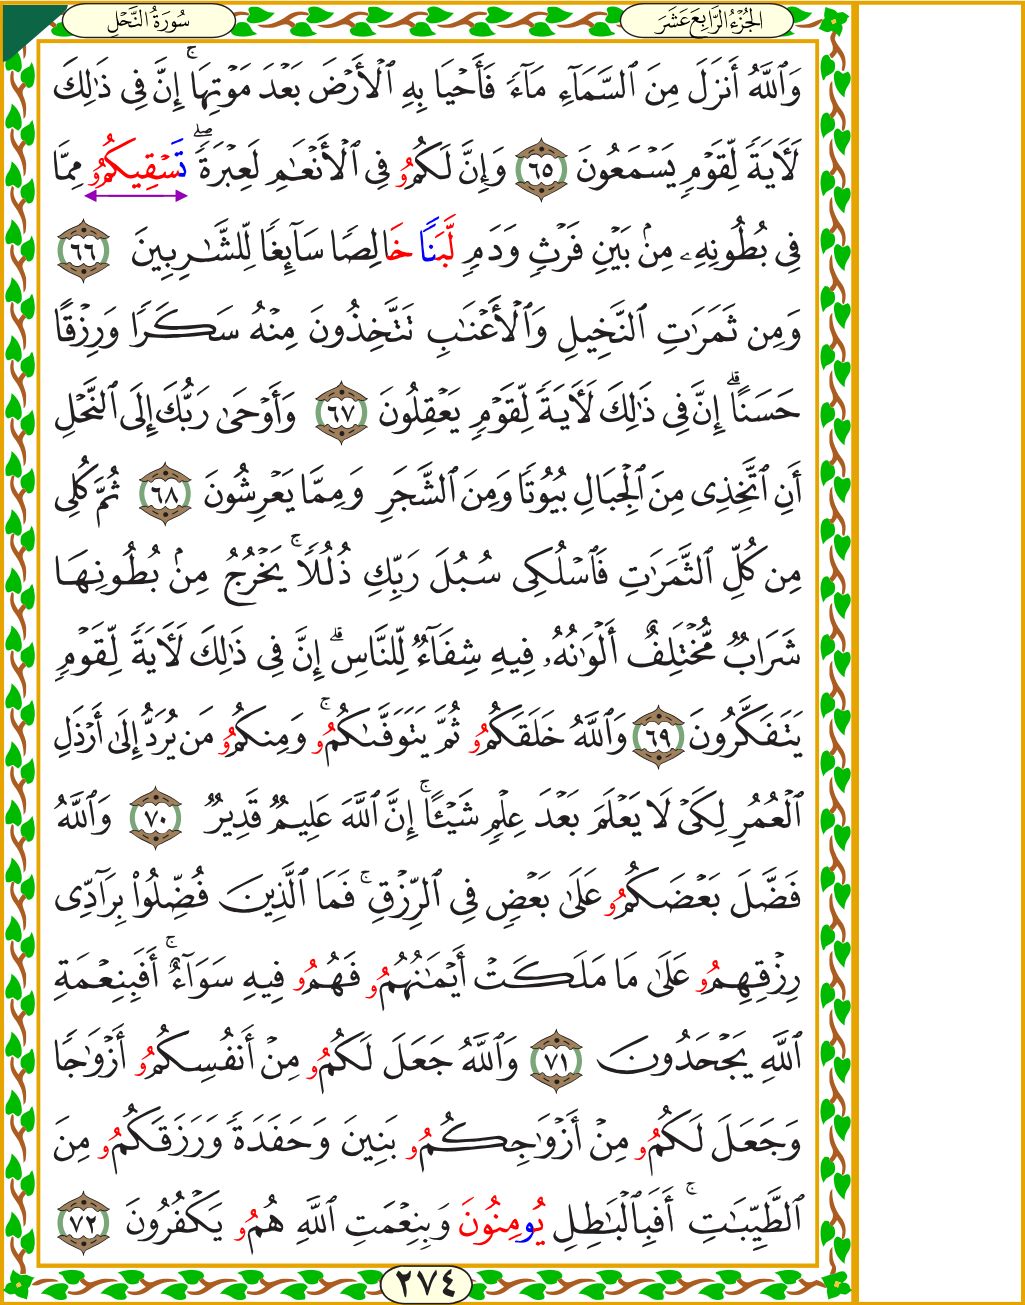 سُورَةُ النَّحْلِ
الجُزْءُ الرَّابِعَ عَشَرَ
وَٱللَّهُ أَنزَلَ مِنَ ٱلسَّمَآءِ مَآءٗ فَأَحۡيَا بِهِ ٱلۡأَرۡضَ بَعۡدَ مَوۡتِهَآۚ إِنَّ فِي ذَٰلِكَ
لَأٓيَةٗ لِّقَوۡمٖ يَسۡمَعُونَ ٦٥ وَإِنَّ لَكُمُۥ فِي ٱلۡأَنۡعَٰمِ لَعِبۡرَةٗۖ تَسۡقِيكُمُۥ مِمَّا
فِي بُطُونِهِۦ مِنۢ بَيۡنِ فَرۡثٖ وَدَمٖ لَّبَنًا خَالِصٗا سَآئِغٗا لِّلشَّٰرِبِينَ ٦٦
وَمِن ثَمَرَٰتِ ٱلنَّخِيلِ وَٱلۡأَعۡنَٰبِ تَتَّخِذُونَ مِنۡهُ سَكَرٗا وَرِزۡقًا
حَسَنًاۗ إِنَّ فِي ذَٰلِكَ لَأٓيَةٗ لِّقَوۡمٖ يَعۡقِلُونَ ٦٧ وَأَوۡحَىٰ رَبُّكَ إِلَى ٱلنَّحۡلِ
أَنِ ٱتَّخِذِي مِنَ ٱلۡجِبَالِ بُيُوتٗا وَمِنَ ٱلشَّجَرِ وَمِمَّا يَعۡرِشُونَ ٦٨ ثُمَّ كُلِي
مِن كُلِّ ٱلثَّمَرَٰتِ فَٱسۡلُكِي سُبُلَ رَبِّكِ ذُلُلٗاۚ يَخۡرُجُ مِنۢ بُطُونِهَا
شَرَابٞ مُّخۡتَلِفٌ أَلۡوَٰنُهُۥ فِيهِ شِفَآءٞ لِّلنَّاسِۗ إِنَّ فِي ذَٰلِكَ لَأٓيَةٗ لِّقَوۡمٖ
يَتَفَكَّرُونَ ٦٩ وَٱللَّهُ خَلَقَكُمُۥ ثُمَّ يَتَوَفَّىٰكُمُۥۚ وَمِنكُمُۥ مَن يُرَدُّ إِلَىٰٓ أَرۡذَلِ
ٱلۡعُمُرِ لِكَيۡ لَا يَعۡلَمَ بَعۡدَ عِلۡمٖ شَيۡـًٔاۚ إِنَّ ٱللَّهَ عَلِيمٞ قَدِيرٞ ٧٠ وَٱللَّهُ
فَضَّلَ بَعۡضَكُمُۥ عَلَىٰ بَعۡضٖ فِي ٱلرِّزۡقِۚ فَمَا ٱلَّذِينَ فُضِّلُواْ بِرَآدِّي
رِزۡقِهِمُۥ عَلَىٰ مَا مَلَكَتۡ أَيۡمَٰنُهُمُۥ فَهُمُۥ فِيهِ سَوَآءٌۚ أَفَبِنِعۡمَةِ
ٱللَّهِ يَجۡحَدُونَ ٧١ وَٱللَّهُ جَعَلَ لَكُمُۥ مِنۡ أَنفُسِكُمُۥ أَزۡوَٰجٗا
وَجَعَلَ لَكُمُۥ مِنۡ أَزۡوَٰجِكُمُۥ بَنِينَ وَحَفَدَةٗ وَرَزَقَكُمُۥ مِنَ
ٱلطَّيِّبَٰتِۚ أَفَبِٱلۡبَٰطِلِ يُومِنُونَ وَبِنِعۡمَتِ ٱللَّهِ هُمُۥ يَكۡفُرُونَ ٧٢
٢٧٤